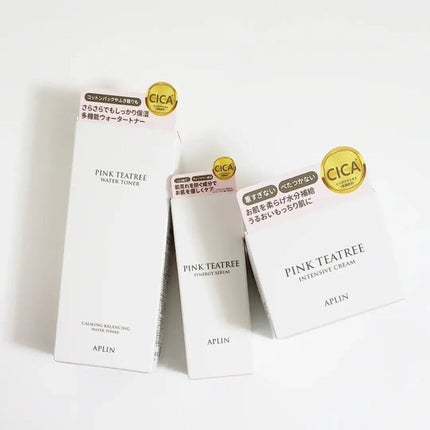 コットンパックやふき取りも
さらさらでもしっかり保湿
多機能ウォータートナー
CICA
PINK TEATREE
WATER TONER
CALMING BALANCING
WATER TONER
APLIN
肌荒れを防ぐ成分で
お肌を優しくケア
CICA
PINK TEATREE
SYNERGY SERUM
APLIN
重すぎない
べたつかない
お肌を柔らげ水分補給
うるおいもっちり肌に
CICA
PINK TEATREE
INTENSIVE CREAM
APLIN